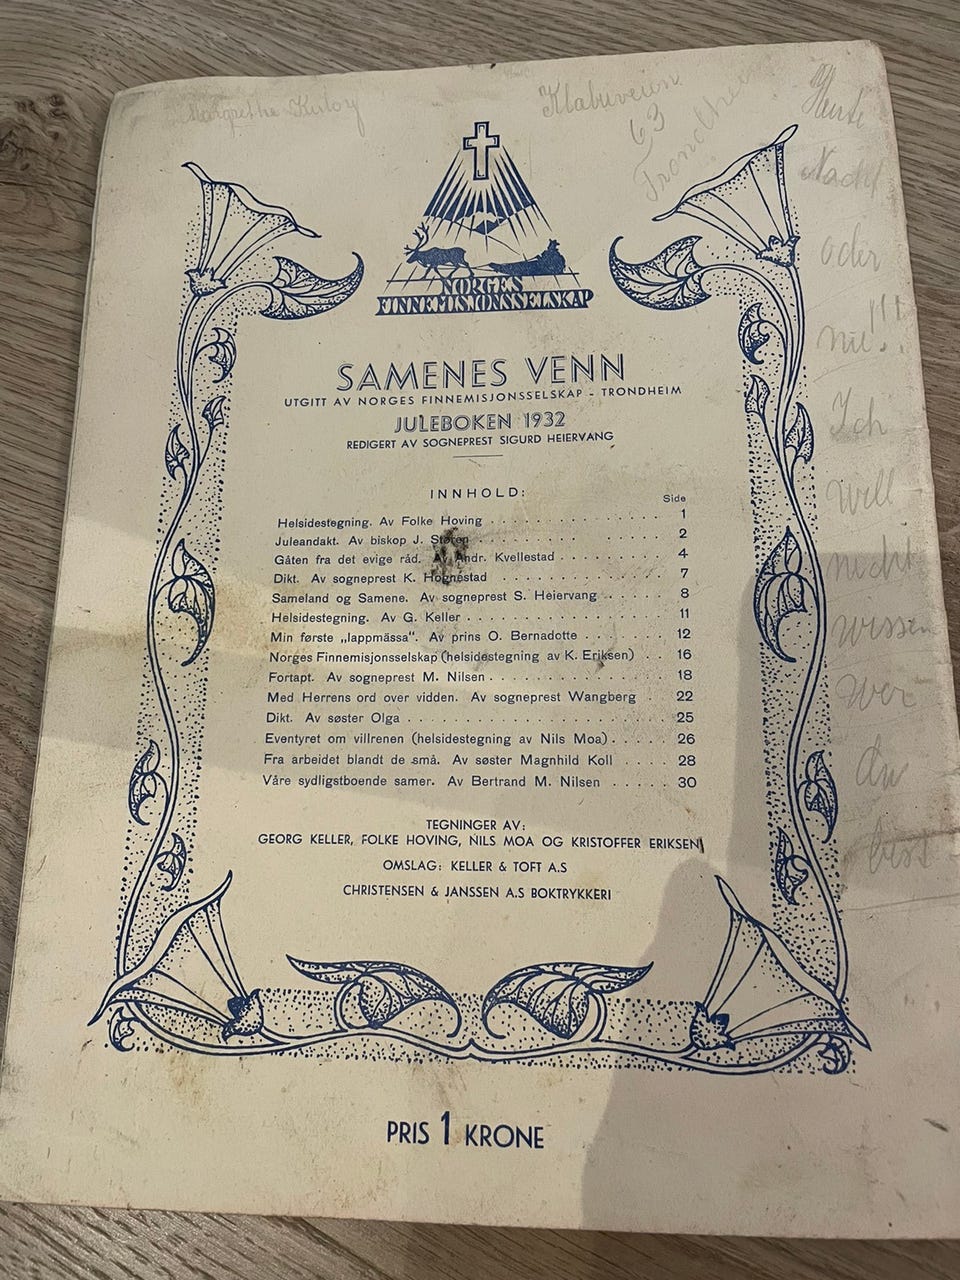 Klabuveien
63
Trondheim
NORGES
FINNEMISJONSSELSKAP
SAMENES VENN
UTGITT AV NORGES FINNEMISJONSSELSKAP - TRONDHEIM
JULEBOKEN 1932
REDIGERT AV SOGNEPREST SIGURD HEIERVANG
INNHOLD:
Side
Helsidestegning. Av Folke Hoving . . . . . . . . . . . . . . . . 1
Juleandakt. Av biskop J. Støren . . . . . . . . . . . . . . . . 2
Gåten fra det evige råd. Av Andr. Kvellestad . . . . . . . . . . 4
Dikt. Av sogneprest K. Hognestad . . . . . . . . . . . . . . . . 7
Sameland og Samene. Av sogneprest S. Heiervang . . . . . . 8
Helsidestegning. Av G. Keller . . . . . . . . . . . . . . . . . . 11
Min første „lappmässa". Av prins O. Bernadotte . . . . . . . 12
Norges Finnemisjonsselskap (helsidestegning av K. Eriksen) . . . 16
Fortapt. Av sogneprest M. Nilsen . . . . . . . . . . . . . . . . 18
Med Herrens ord over vidden. Av sogneprest Wangberg 22
Dikt. Av søster Olga . . . . . . . . . . . . . . . . . . . . . . 25
Eventyret om villrenen (helsidestegning av Nils Moa) . . . . . 26
Fra arbeidet blandt de små. Av søster Magnhild Koll . . . . 28
Våre sydligstboende samer. Av Bertrand M. Nilsen . . . . . 30
TEGNINGER AV:
GEORG KELLER, FOLKE HOVING, NILS MOA OG KRISTOFFER ERIKSEN
OMSLAG: KELLER & TOFT A.S
CHRISTENSEN & JANSSEN A.S BOKTRYKKERI
PRIS 1 KRONE
Nacht
oder
nie!!!
Ich
will
nicht
wissen
wer
du
bist